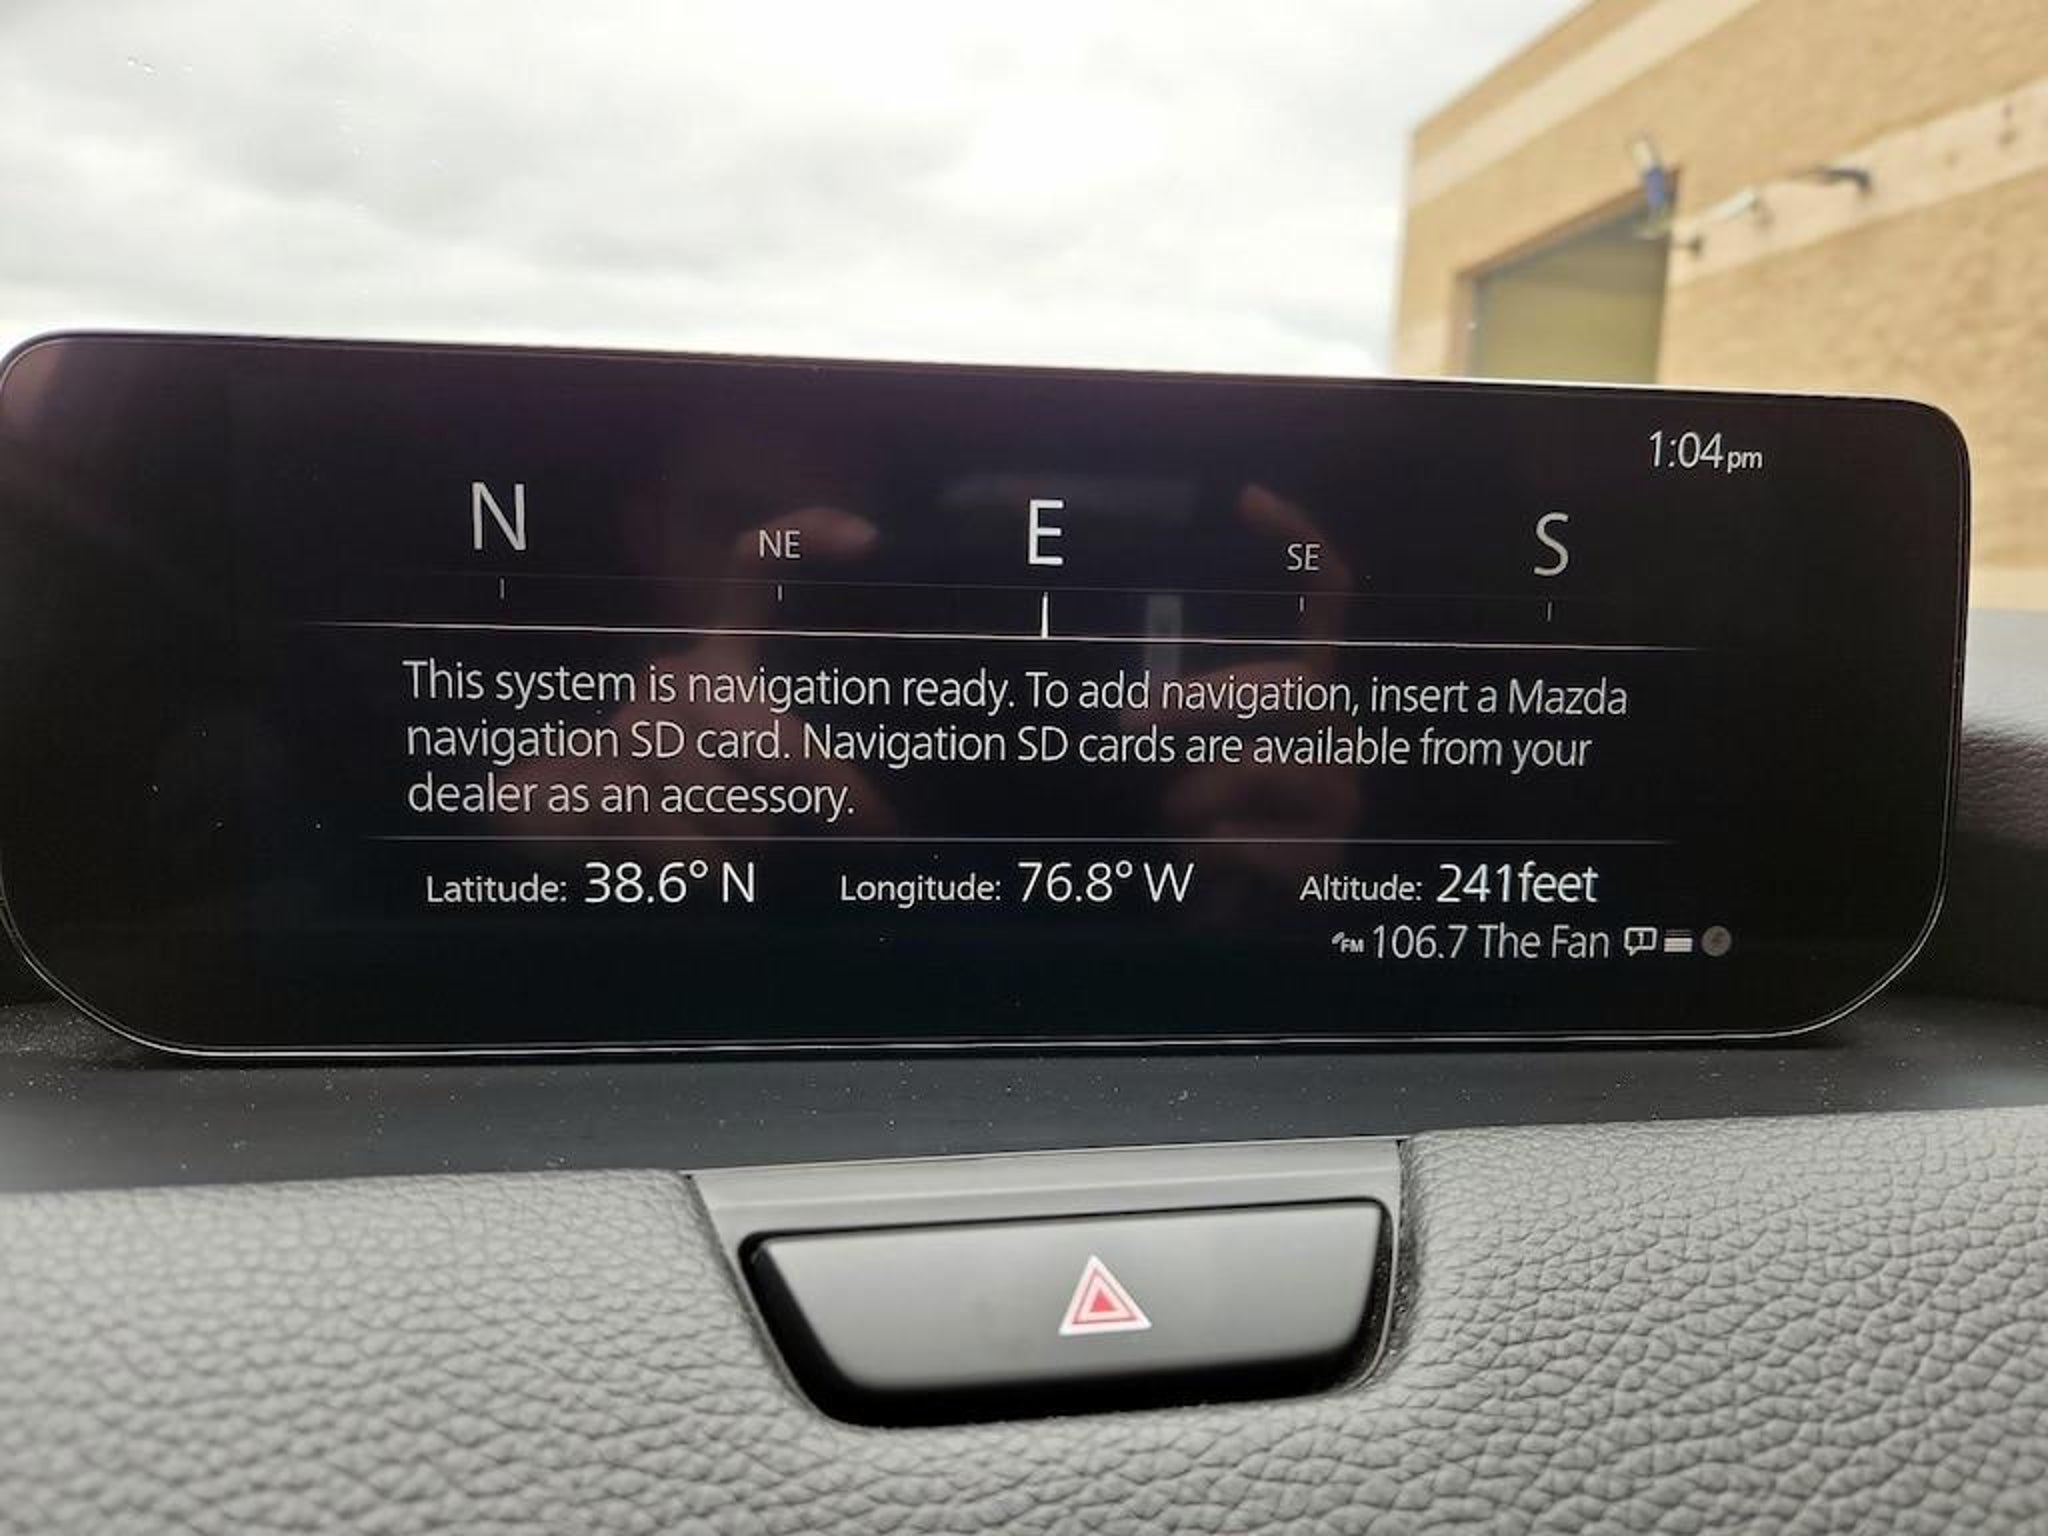 1:04pm
N NE E SE S
This system is navigation ready. To add navigation, insert a Mazda
navigation SD card. Navigation SD cards are available from your
dealer as an accessory.
Latitude: 38.6° N Longitude: 76.8° W Altitude: 241feet
FM 106.7 The Fan 1